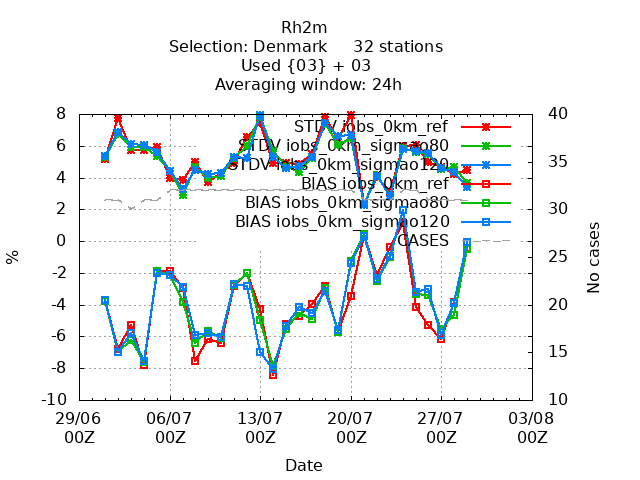 Rh2m
Selection: Denmark 32 stations
Used {03} + 03
Averaging window: 24h
8 40
STDV iobs_0km_ref
6
STDV iobs_0km_sigmao80
35
4
STDV iobs_0km_sigmao120
BIAS iobs_0km_ref
2 30
BIAS iobs_0km_sigmao80
BIAS iobs_0km_sigmao120
0
CASES
%
No cases
25
-2
-4 20
-6
15
-8
-10 10
29/06 06/07 13/07 20/07 27/07 03/08
00Z 00Z 00Z 00Z 00Z 00Z
Date